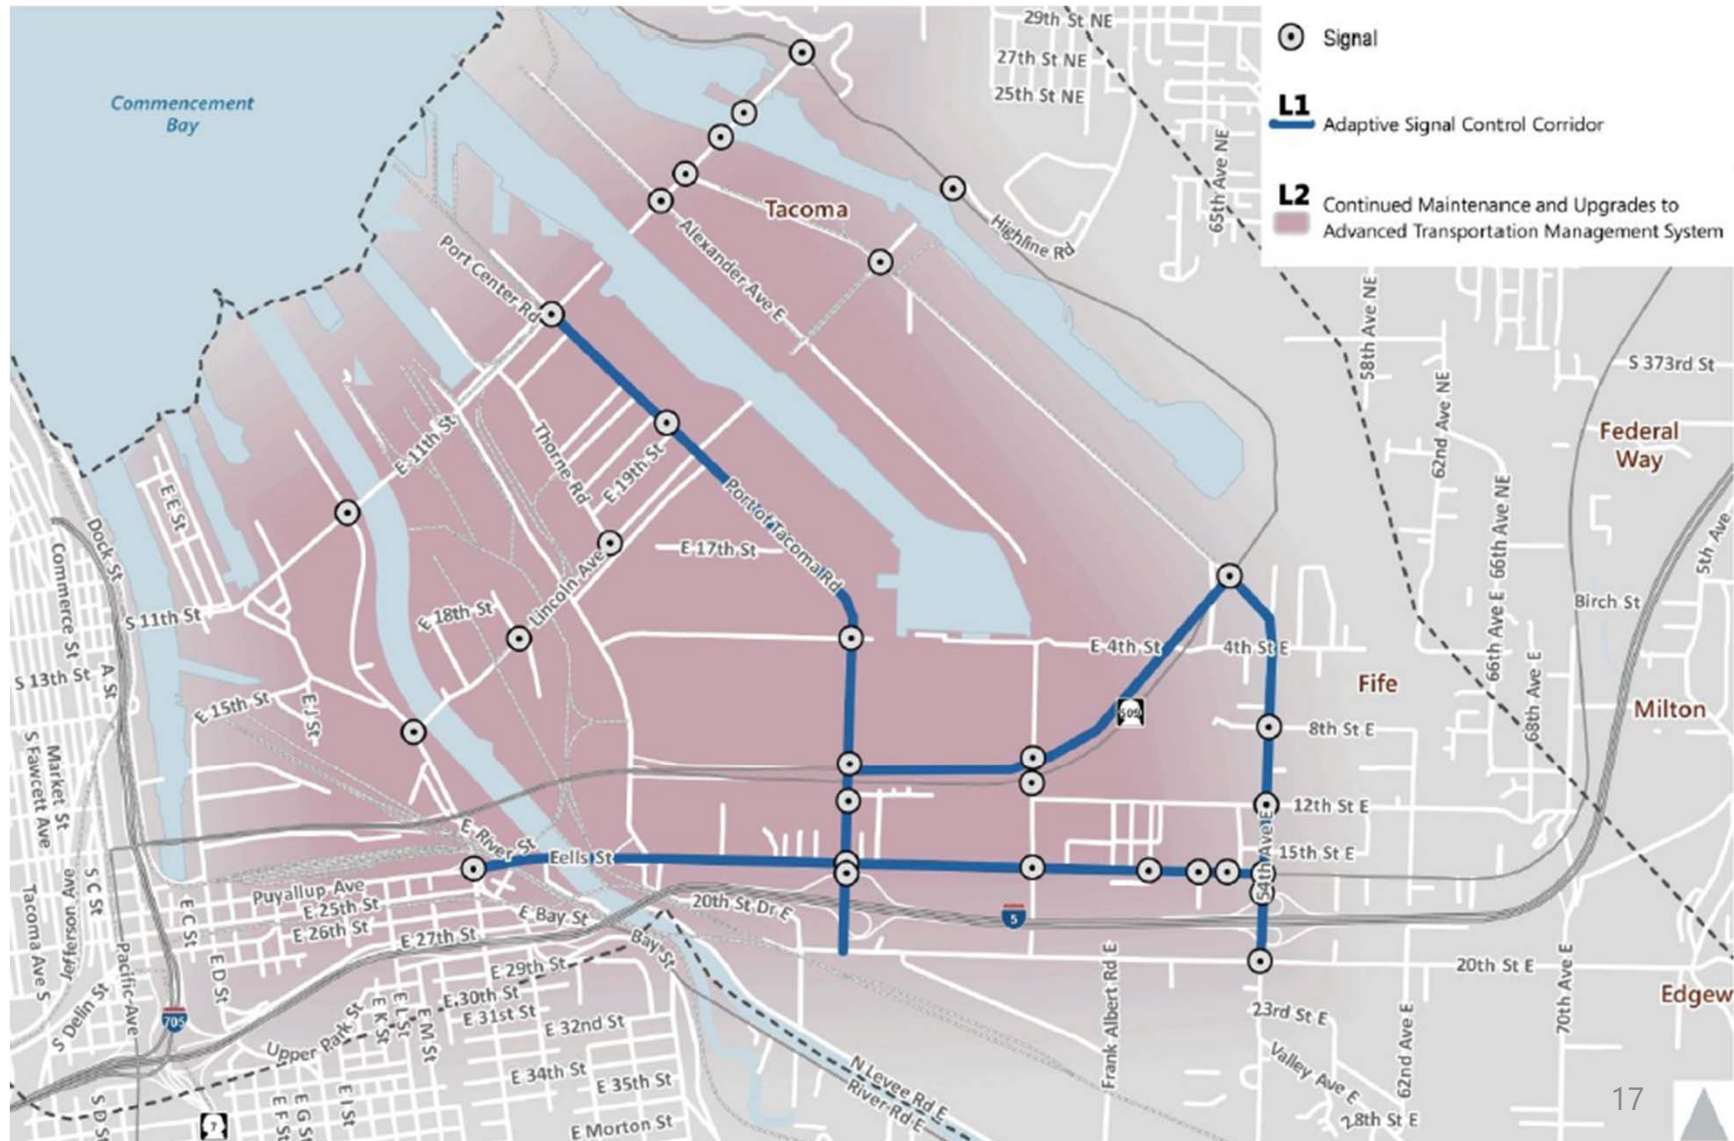 29th St NE
27th St NE
25th St NE
Signal
L1
Adaptive Signal Control Corridor
L2
Continued Maintenance and Upgrades to
Advanced Transportation Management System
Commencement
Bay
65th Ave NE
Tacoma
Highline Rd
Port Center Rd
Alexander Ave E
58th Ave NE
S 373rd St
62nd Ave NE
Federal
Way
E 11th St
Thorne Rd
E 19th St
Port of Tacoma Rd
E E St
Dock St
Commerce St
E 17th St
Lincoln Ave
E 18th St
66th Ave NE
66th Ave E
5th Ave
Birch St
S 11th St
E 4th St
4th St E
S 13th St
A St
E 15th St
E J St
Fife
68th Ave E
Milton
509
8th St E
Market St
S Fawcett Ave
12th St E
54th Ave E
15th St E
E River St
Eells St
Puyallup Ave
E 25th St
E 26th St
E 27th St
E Bay St
Bay St
20th St Dr E
5
Tacoma Ave S
Jefferson Ave
S C St
E C St
Pacific Ave
E D St
S Delin St
705
E 29th St
E 30th St
E 31st St
E 32nd St
E K St
E L St
E M St
Upper Park St
Frank Albert Rd E
20th St E
70th Ave E
Edgew
23rd St E
62nd Ave E
Valley Ave E
28th St E
E 34th St
E 35th St
N Levee Rd E
River Rd E
S D St
7
E F St
E G St
E I St
E Morton St
17